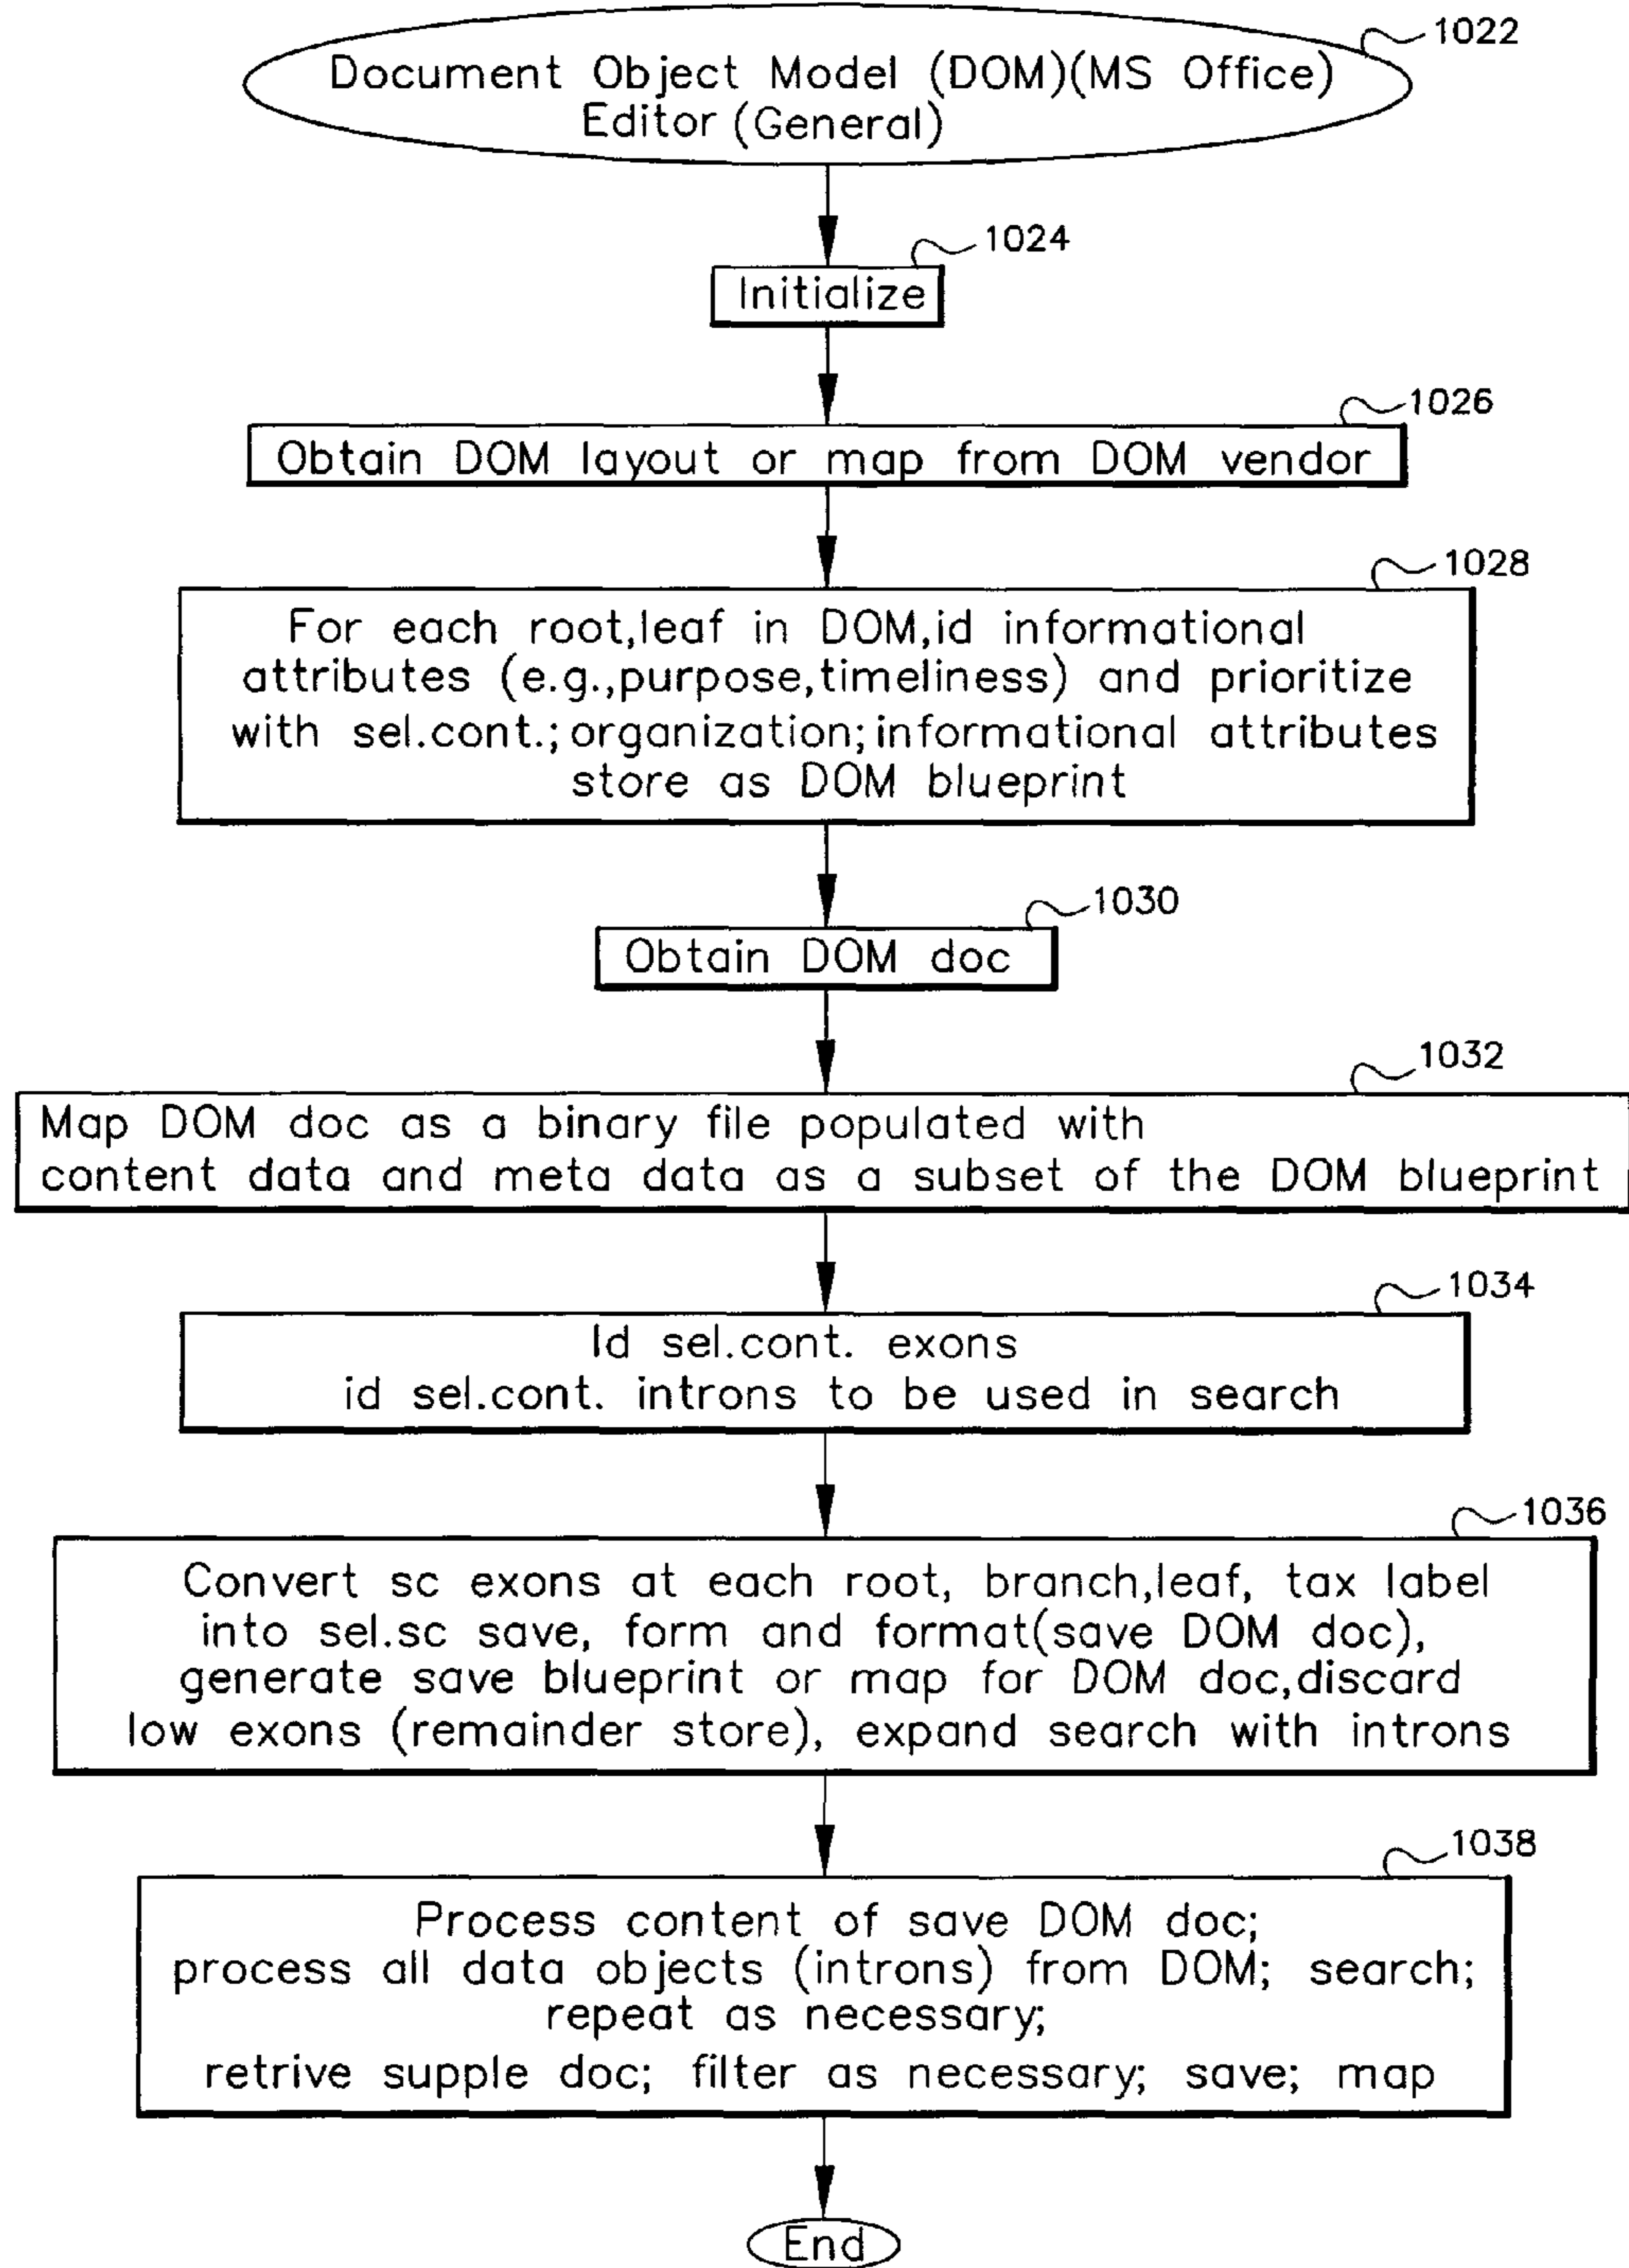 1022
Document Object Model (DOM)(MS Office)
Editor (General)
1024
Initialize
1026
Obtain DOM layout or map from DOM vendor
1028
For each root,leaf in DOM,id informational
attributes (e.g.,purpose,timeliness) and prioritize
with sel.cont.;organization;informational attributes
store as DOM blueprint
1030
Obtain DOM doc
1032
Map DOM doc as a binary file populated with
content data and meta data as a subset of the DOM blueprint
1034
Id sel.cont. exons
id sel.cont. introns to be used in search
1036
Convert sc exons at each root, branch,leaf, tax label
into sel.sc save, form and format(save DOM doc),
generate save blueprint or map for DOM doc,discard
low exons (remainder store), expand search with introns
1038
Process content of save DOM doc;
process all data objects (introns) from DOM; search;
repeat as necessary;
retrive supple doc; filter as necessary; save; map
End